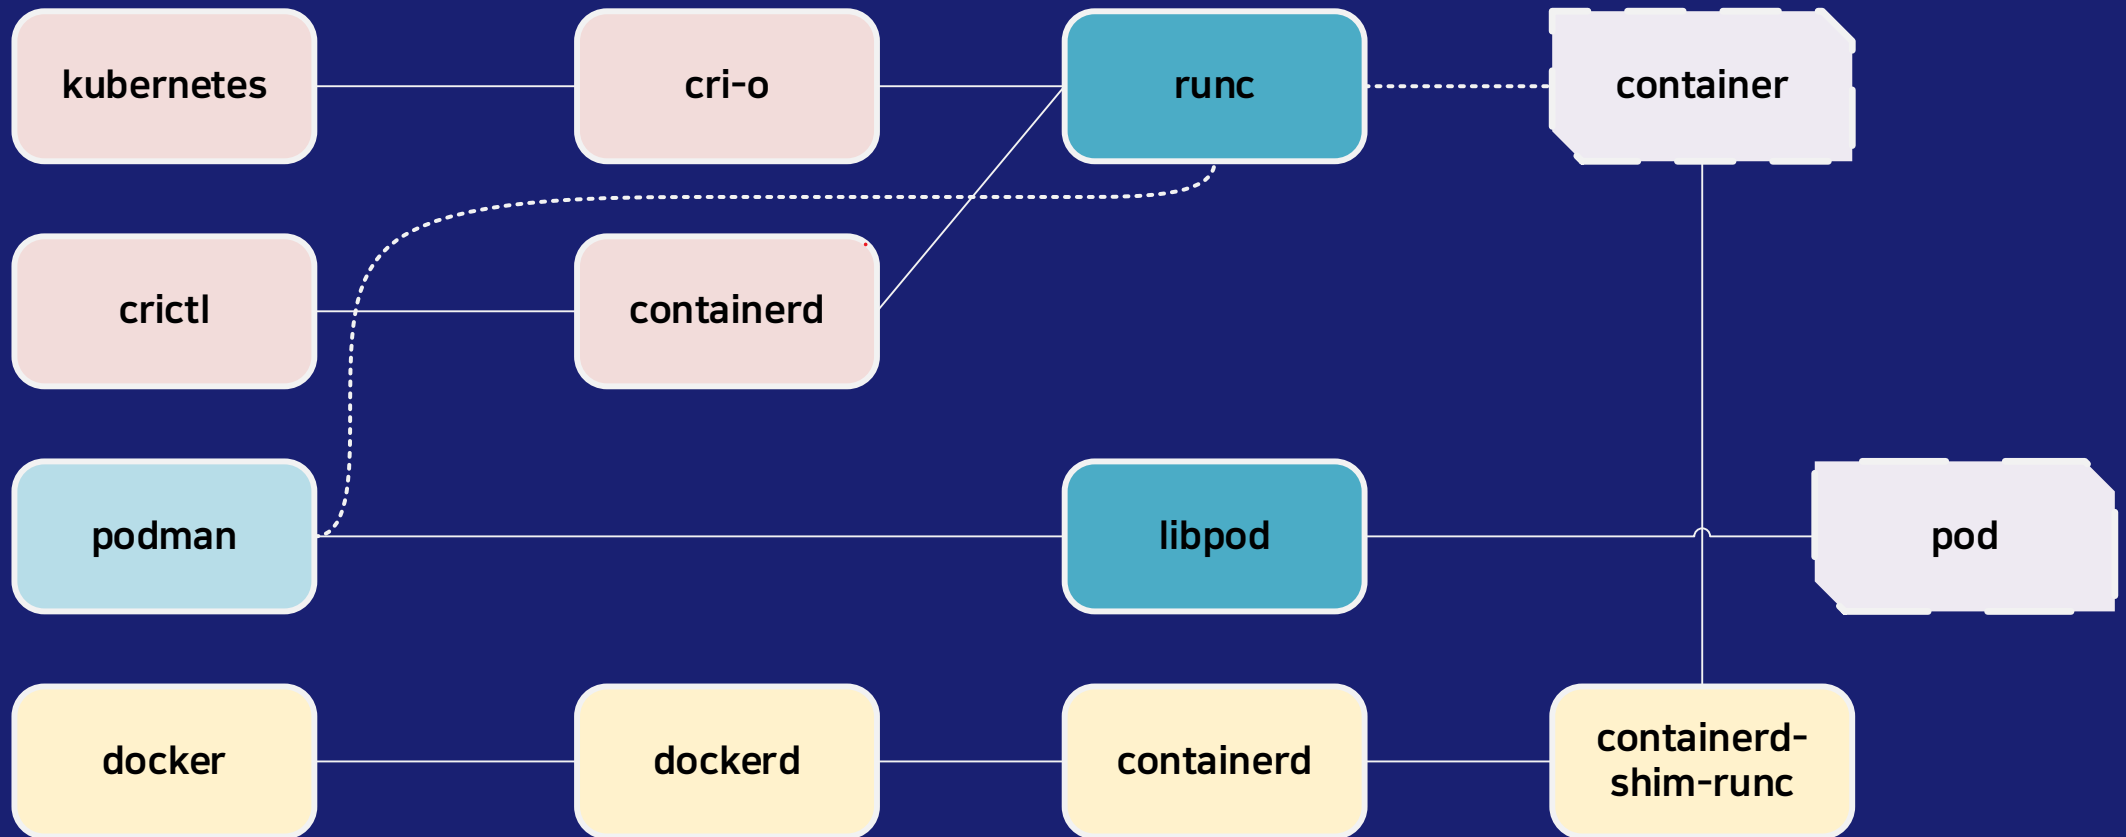 kubernetes
cri-o
runc
container
crictl
containerd
podman
libpod
pod
docker
dockerd
containerd
containerd-
shim-runc